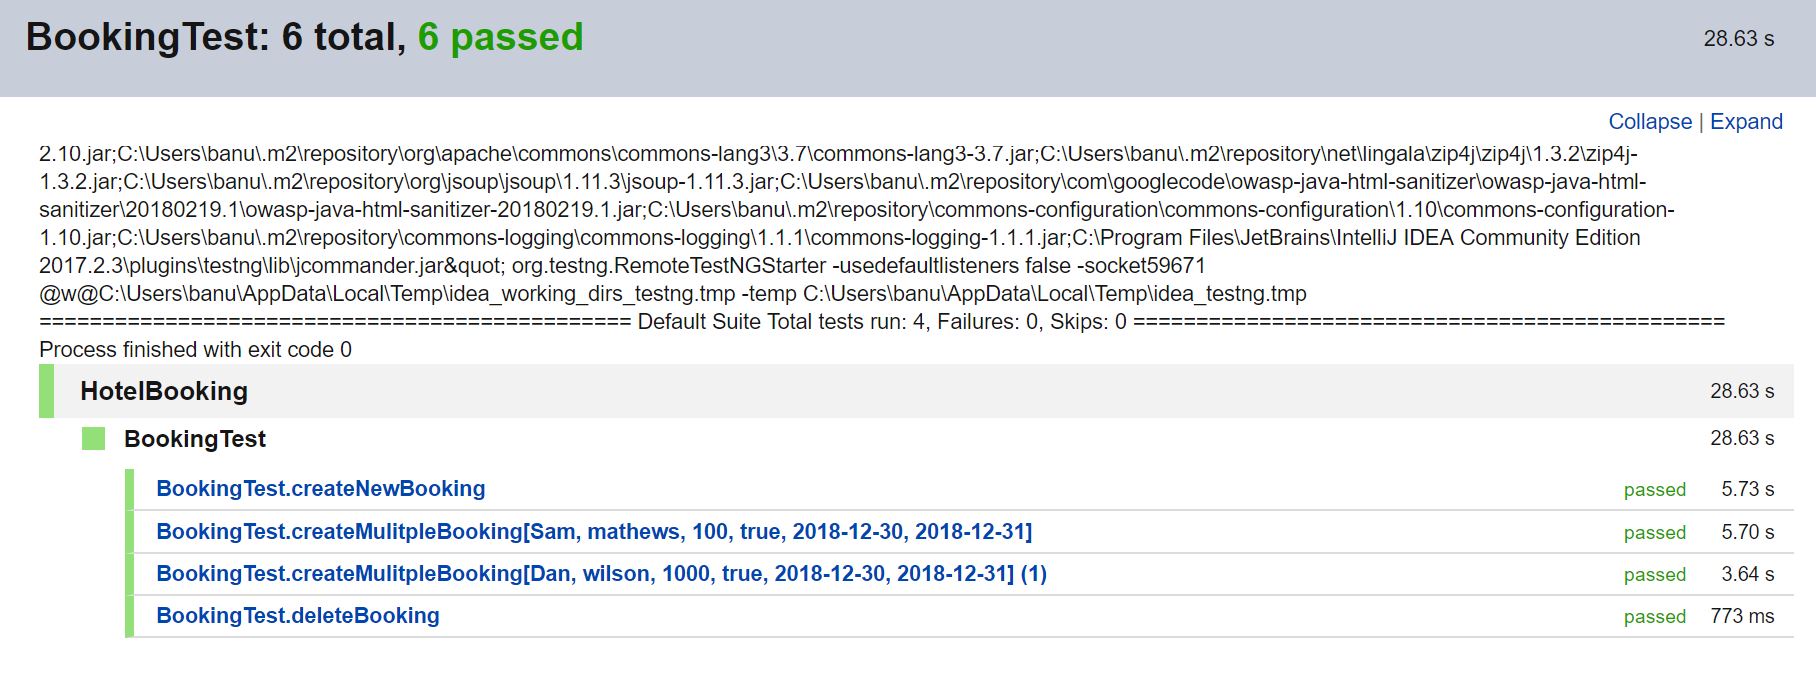 BookingTest: 6 total, 6 passed
28.63 s
Collapse | Expand
2.10.jar;C:\Users\banu\.m2\repository\org\apache\commons\commons-lang3\3.7\commons-lang3-3.7.jar;C:\Users\banu\.m2\repository\net\lingala\zip4j\zip4j\1.3.2\zip4j-
1.3.2.jar;C:\Users\banu\.m2\repository\org\jsoup\jsoup\1.11.3\jsoup-1.11.3.jar;C:\Users\banu\.m2\repository\com\googlecode\owasp-java-html-sanitizer\owasp-java-html-
sanitizer\20180219.1\owasp-java-html-sanitizer-20180219.1.jar;C:\Users\banu\.m2\repository\commons-configuration\commons-configuration\1.10\commons-configuration-
1.10.jar;C:\Users\banu\.m2\repository\commons-logging\commons-logging\1.1.1\commons-logging-1.1.1.jar;C:\Program Files\JetBrains\IntelliJ IDEA Community Edition
2017.2.3\plugins\testng\lib\jcommander.jar&quot; org.testng.RemoteTestNGStarter -usedefaultlisteners false -socket59671
@w@C:\Users\banu\AppData\Local\Temp\idea_working_dirs_testng.tmp -temp C:\Users\banu\AppData\Local\Temp\idea_testng.tmp
=============================================== Default Suite Total tests run: 4, Failures: 0, Skips: 0 ===============================================
Process finished with exit code 0
HotelBooking 28.63 s
BookingTest 28.63 s
BookingTest.createNewBooking passed 5.73 s
BookingTest.createMulitpleBooking[Sam, mathews, 100, true, 2018-12-30, 2018-12-31] passed 5.70 s
BookingTest.createMulitpleBooking[Dan, wilson, 1000, true, 2018-12-30, 2018-12-31] (1) passed 3.64 s
BookingTest.deleteBooking passed 773 ms